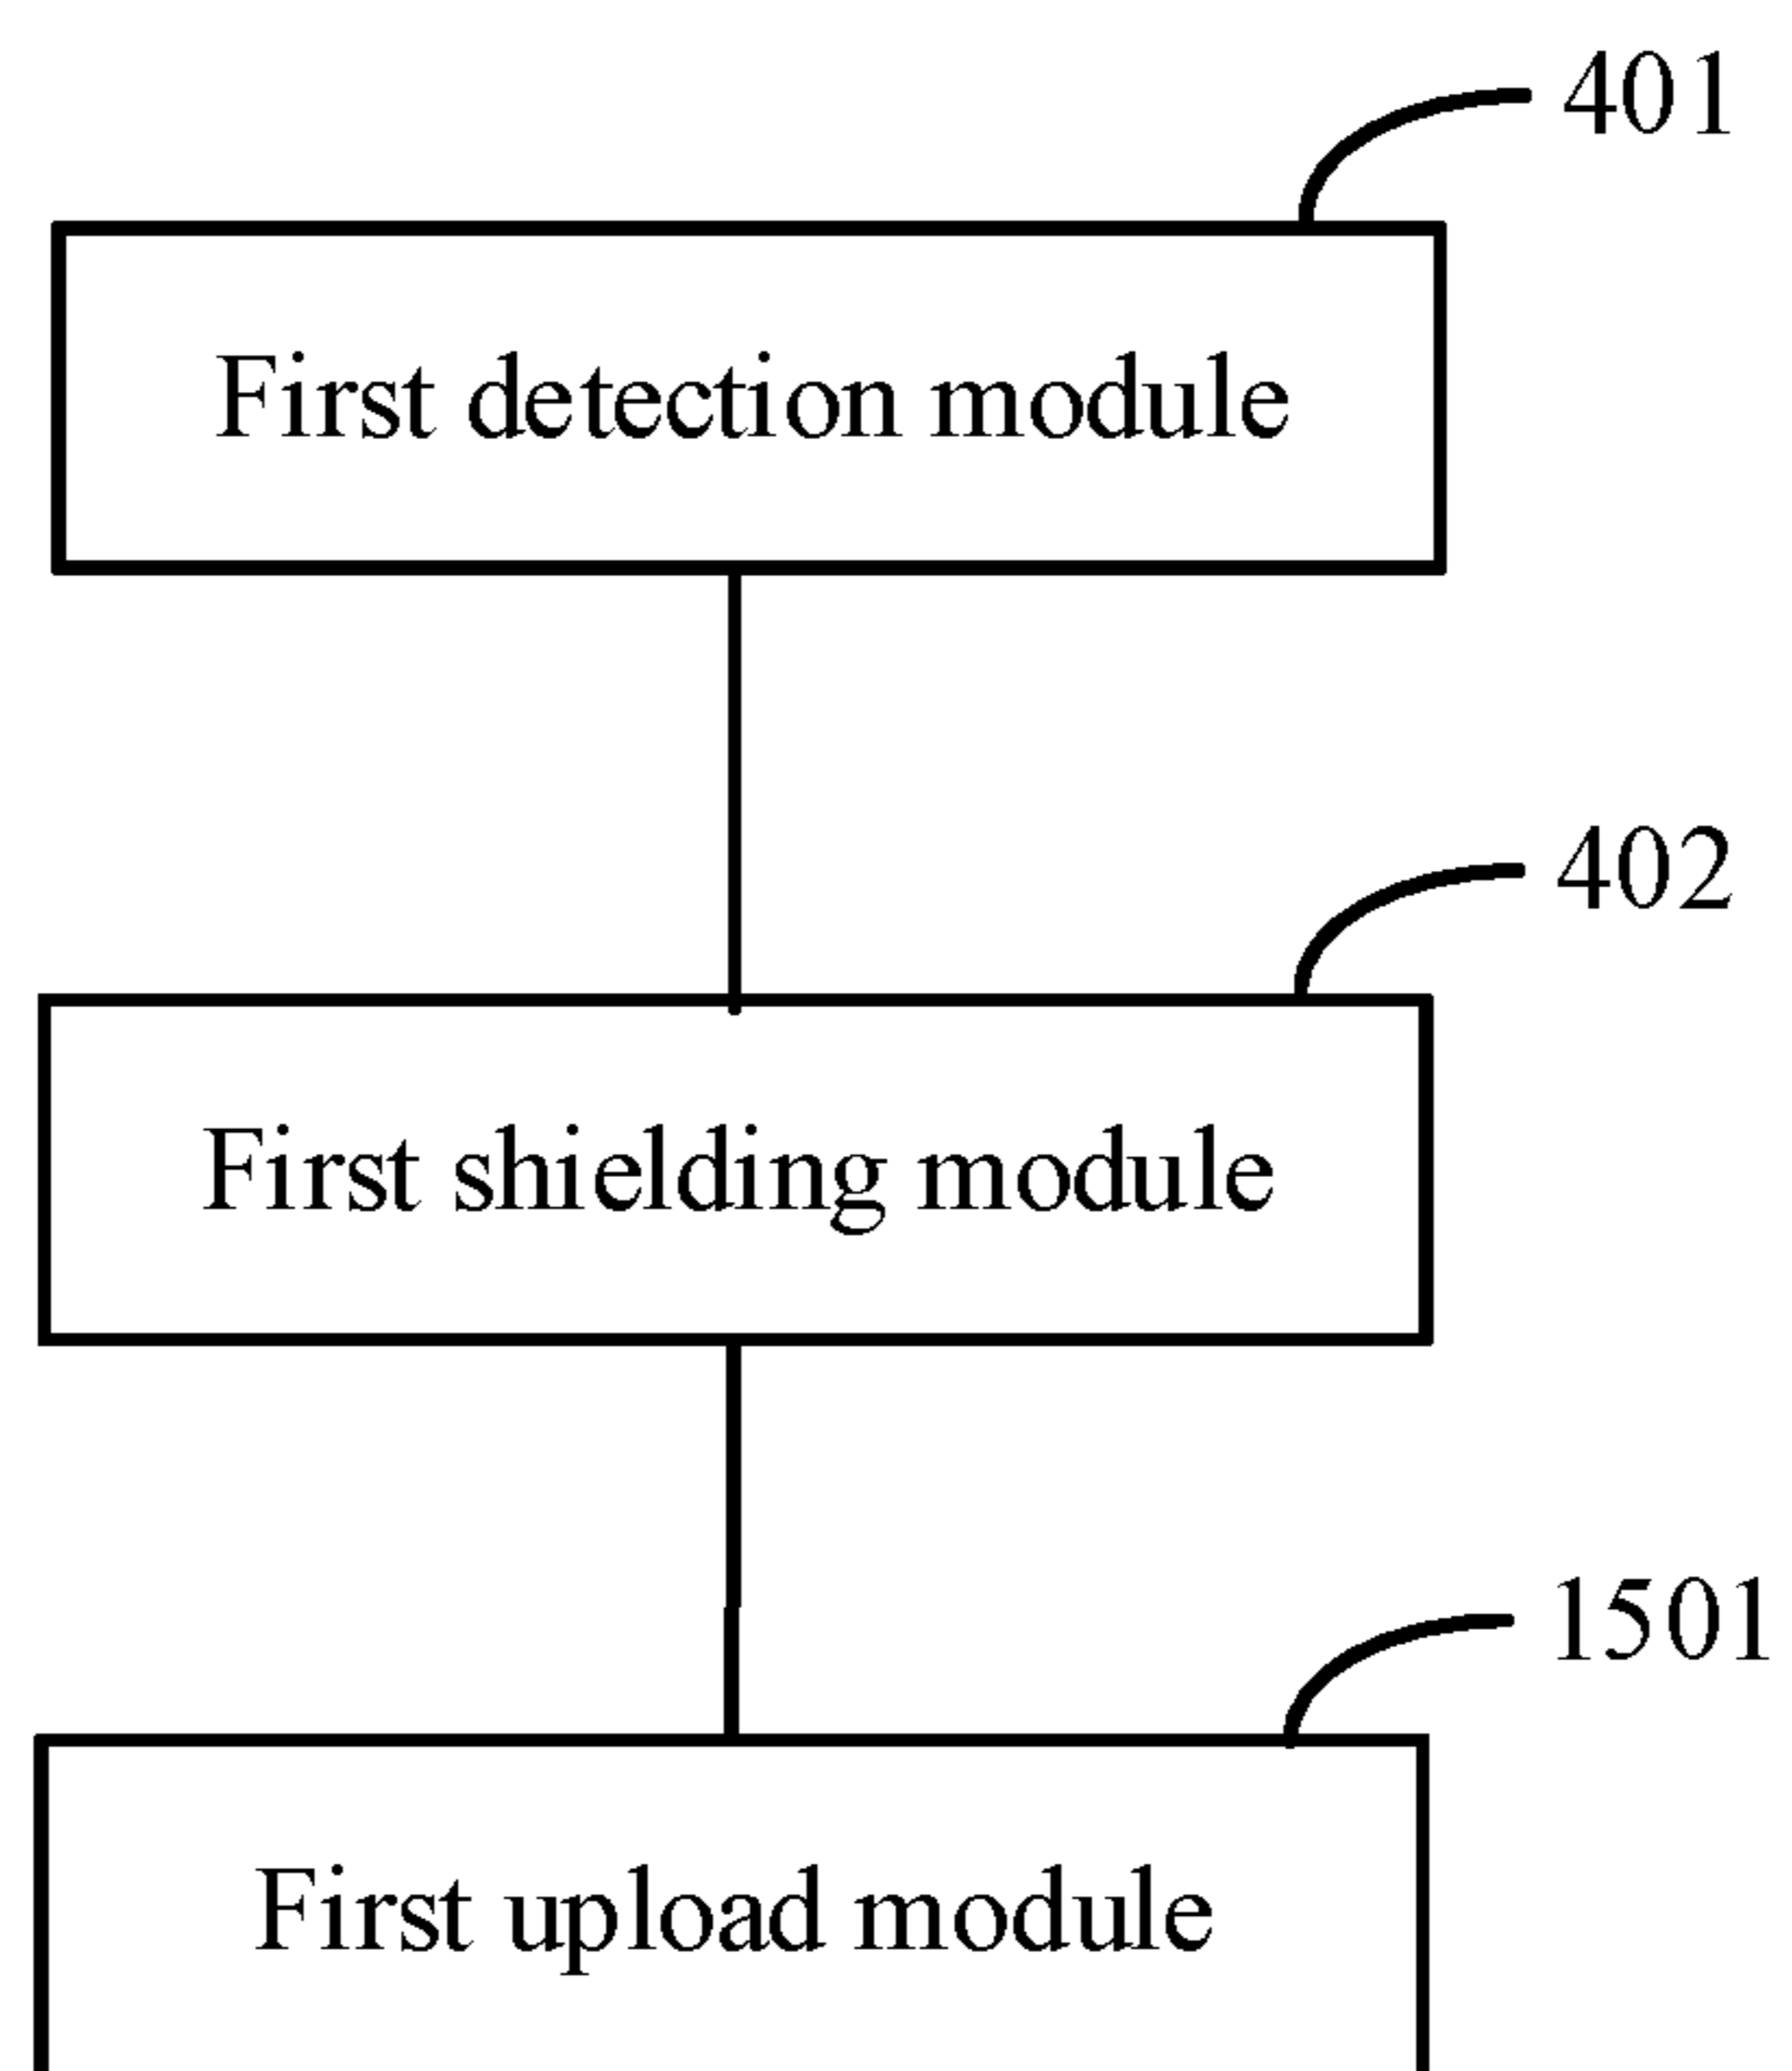 401
First detection module
402
First shielding module
1501
First upload module